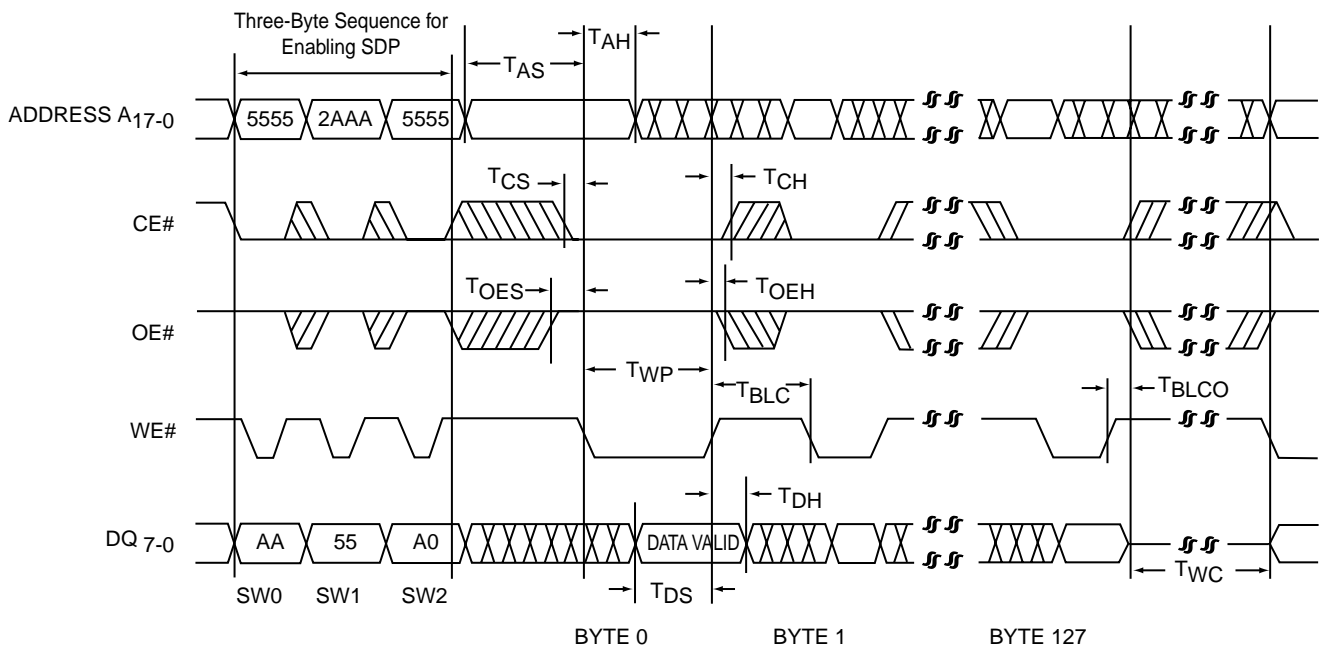 Three-Byte Sequence for
Enabling SDP
TAH
TAS
ADDRESS A17-0
5555
2AAA
5555
TCS
TCH
CE#
TOES
TOEH
OE#
TWP
TBLC
TBLCO
WE#
TDH
DQ 7-0
AA
55
A0
DATA VALID
SW0
SW1
SW2
TDS
TWC
BYTE 0
BYTE 1
BYTE 127